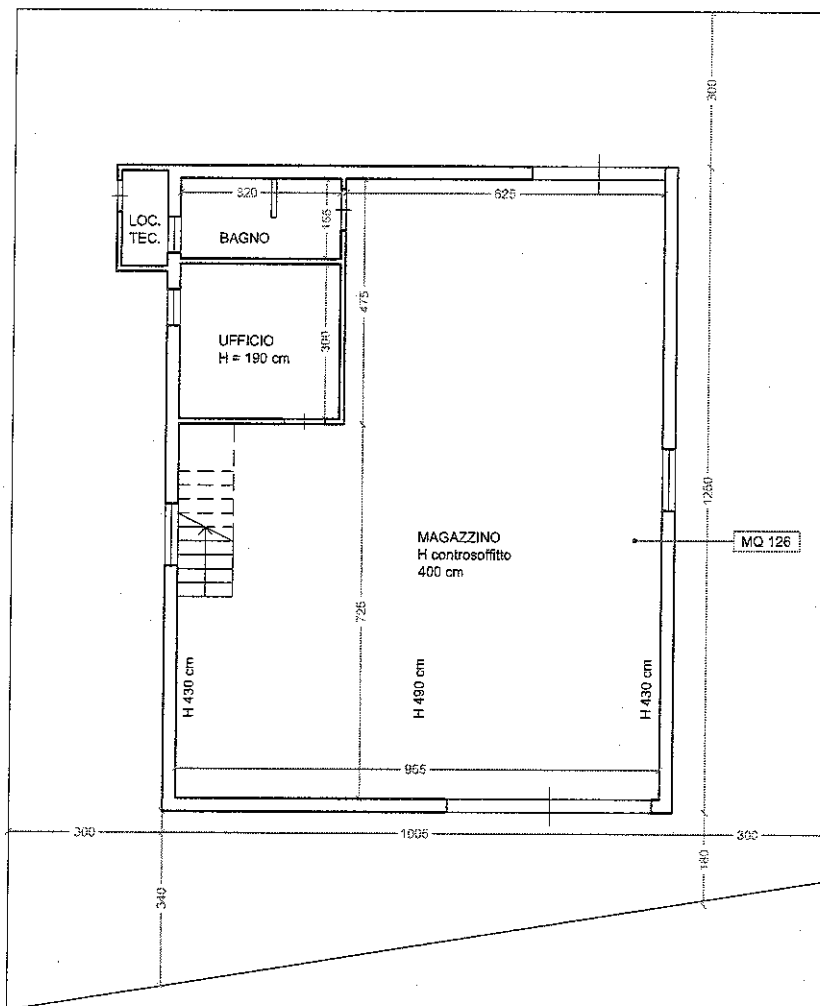 300
LOC.
TEC.
320
625
BAGNO
155
475
UFFICIO
H = 190 cm
300
1250
MAGAZZINO
H controsoffitto
400 cm
MQ 126
725
H 430 cm
H 490 cm
H 430 cm
955
300
1005
300
180
340